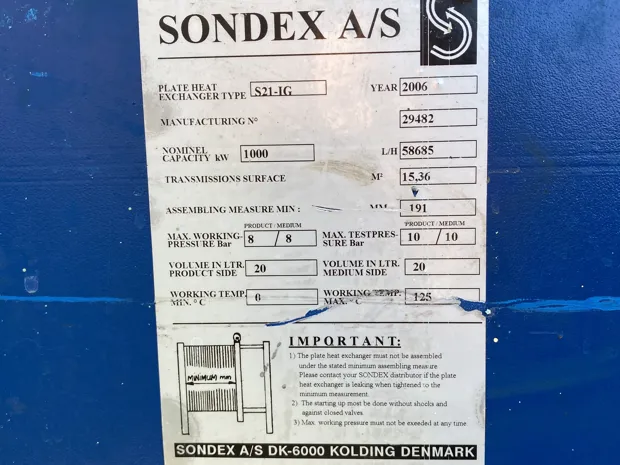 SONDEX A/S
PLATE HEAT
EXCHANGER TYPE S21-IG YEAR 2006
MANUFACTURING N° 29482
NOMINEL
CAPACITY kW 1000 L/H 58685
TRANSMISSIONS SURFACE M² 15,36
ASSEMBLING MEASURE MIN : MM 191
PRODUCT / MEDIUM PRODUCT / MEDIUM
MAX. WORKING- 8 / 8 MAX. TESTPRES- 10 / 10
PRESSURE Bar SURE Bar
VOLUME IN LTR. 20 VOLUME IN LTR. 20
PRODUCT SIDE MEDIUM SIDE
WORKING TEMP. WORKING TEMP. 125
MIN. °C MAX. °C
IMPORTANT:
1) The plate heat exchanger must not be assembled
under the stated minimum assembling measure
Please contact your SONDEX distributor if the plate
heat exchanger is leaking when tightened to the
minimum measurement.
2) The starting up most be done without shocks and
against closed valves
3) Max. working pressure must not be exeeded at any time
MINIMUM mm
SONDEX A/S DK-6000 KOLDING DENMARK